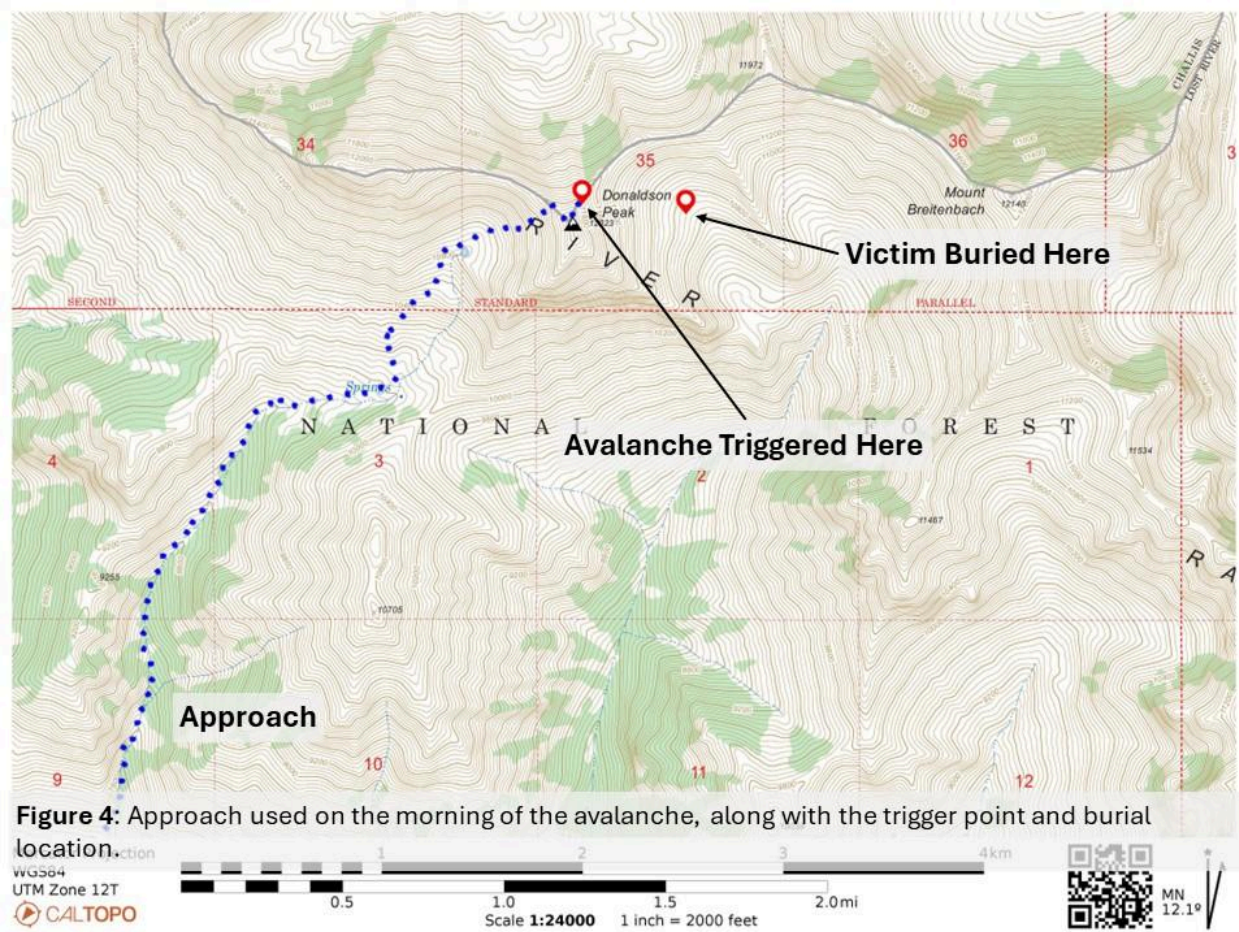 CHALLIS
LOST RIVER
11972
34
35
36
3
Donaldson
Peak
12023
Mount
Breitenbach
12140
R I V E R
Victim Buried Here
SECOND
STANDARD
PARALLEL
Springs
N A T I O N A L F O R E S T
Avalanche Triggered Here
4
3
2
1
11534
11467
R A
9255
10705
Approach
9
10
11
12
Figure 4: Approach used on the morning of the avalanche, along with the trigger point and burial
location.
1 2 3 4km
WGS84
UTM Zone 12T
CALTOPO
0.5 1.0 1.5 2.0mi
Scale 1:24000 1 inch = 2000 feet
MN
12.1º